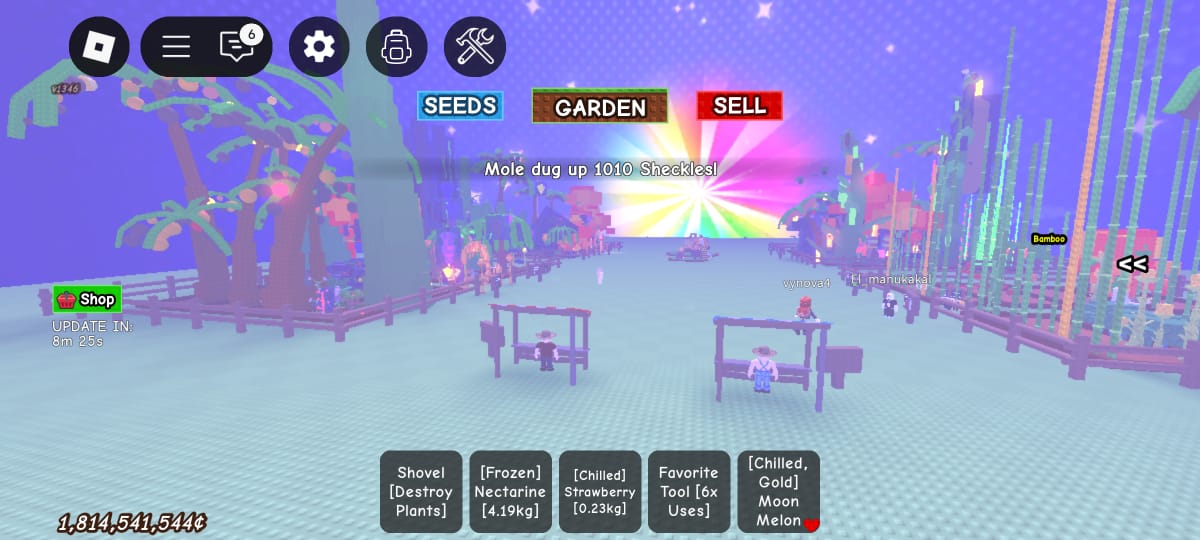 6
v1346
SEEDS
GARDEN
SELL
Mole dug up 1010 Sheckles!
Bamboo
<<
vynova4
El_manukakal
Shop
UPDATE IN:
8m 25s
Shovel
[Destroy
Plants]
[Frozen]
Nectarine
[4.19kg]
[Chilled]
Strawberry
[0.23kg]
Favorite
Tool [6x
Uses]
[Chilled,
Gold]
Moon
Melon
1,814,541,544¢